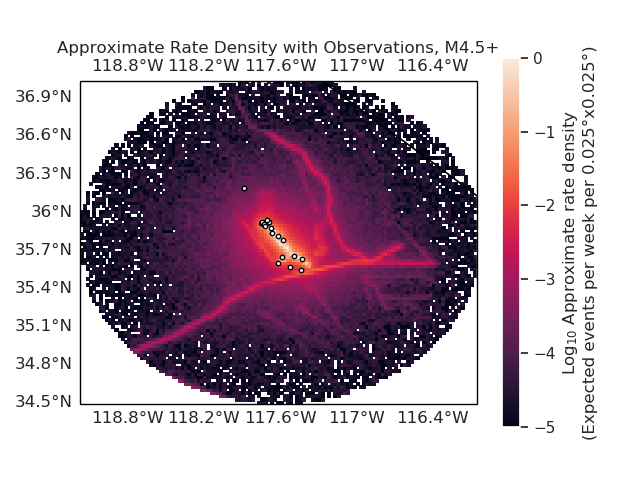 Approximate Rate Density with Observations, M4.5+
118.8°W 118.2°W 117.6°W 117°W 116.4°W
36.9°N
36.6°N
36.3°N
36°N
35.7°N
35.4°N
35.1°N
34.8°N
34.5°N
118.8°W 118.2°W 117.6°W 117°W 116.4°W
0
−1
−2
−3
−4
−5
Log₁₀ Approximate rate density
(Expected events per week per 0.025°x0.025°)